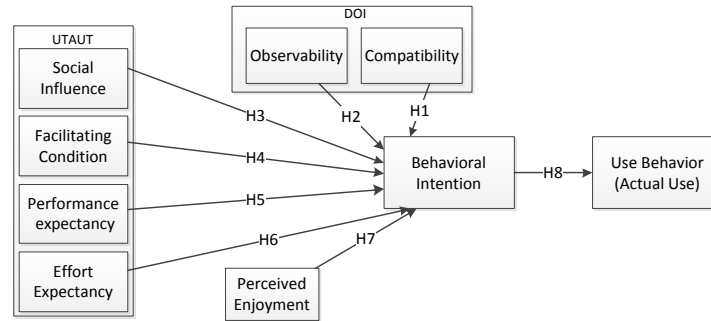 UTAUT
Social
Influence
Facilitating
Condition
Performance
expectancy
Effort
Expectancy
DOI
Observability
Compatibility
H3
H4
H5
H6
H2
H1
H7
Perceived
Enjoyment
Behavioral
Intention
H8
Use Behavior
(Actual Use)